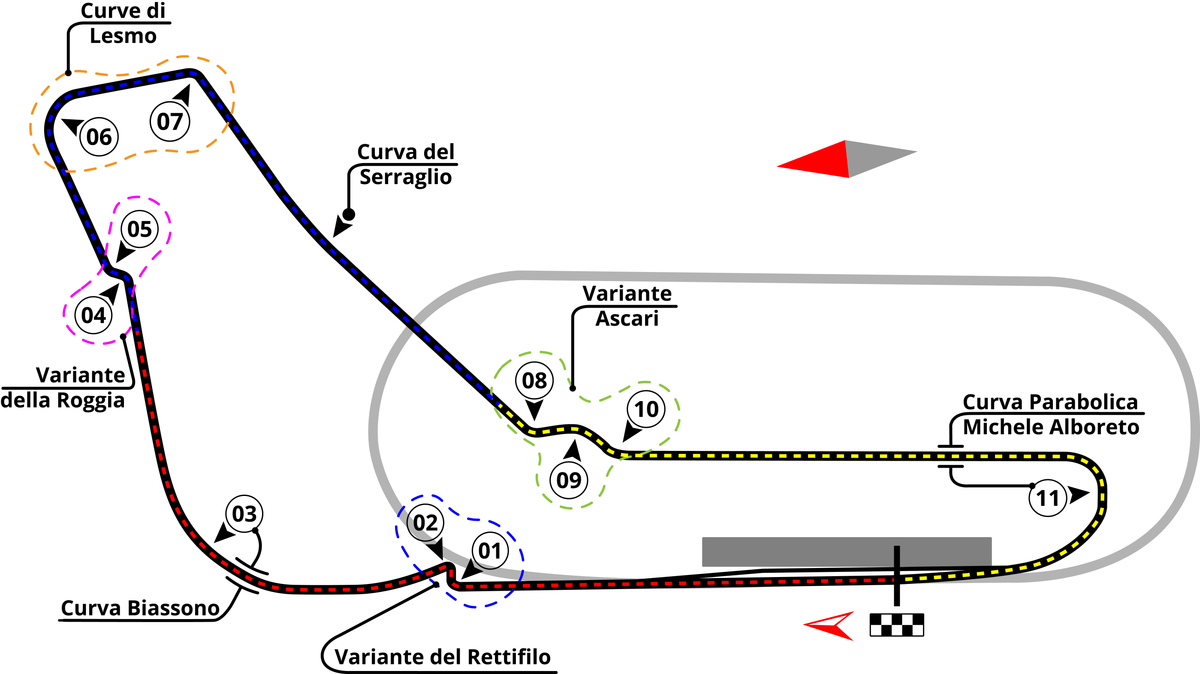 Curve di
Lesmo
07
06
Curva del
Serraglio
05
04
Variante
della Roggia
Variante
Ascari
08
10
09
Curva Parabolica
Michele Alboreto
11
03
02
01
Curva Biassono
Variante del Rettifilo